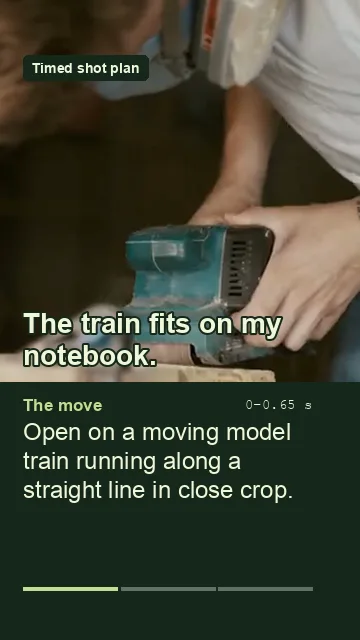 Timed shot plan
The train fits on my
notebook.
The move
0–0.65 s
Open on a moving model
train running along a
straight line in close crop.